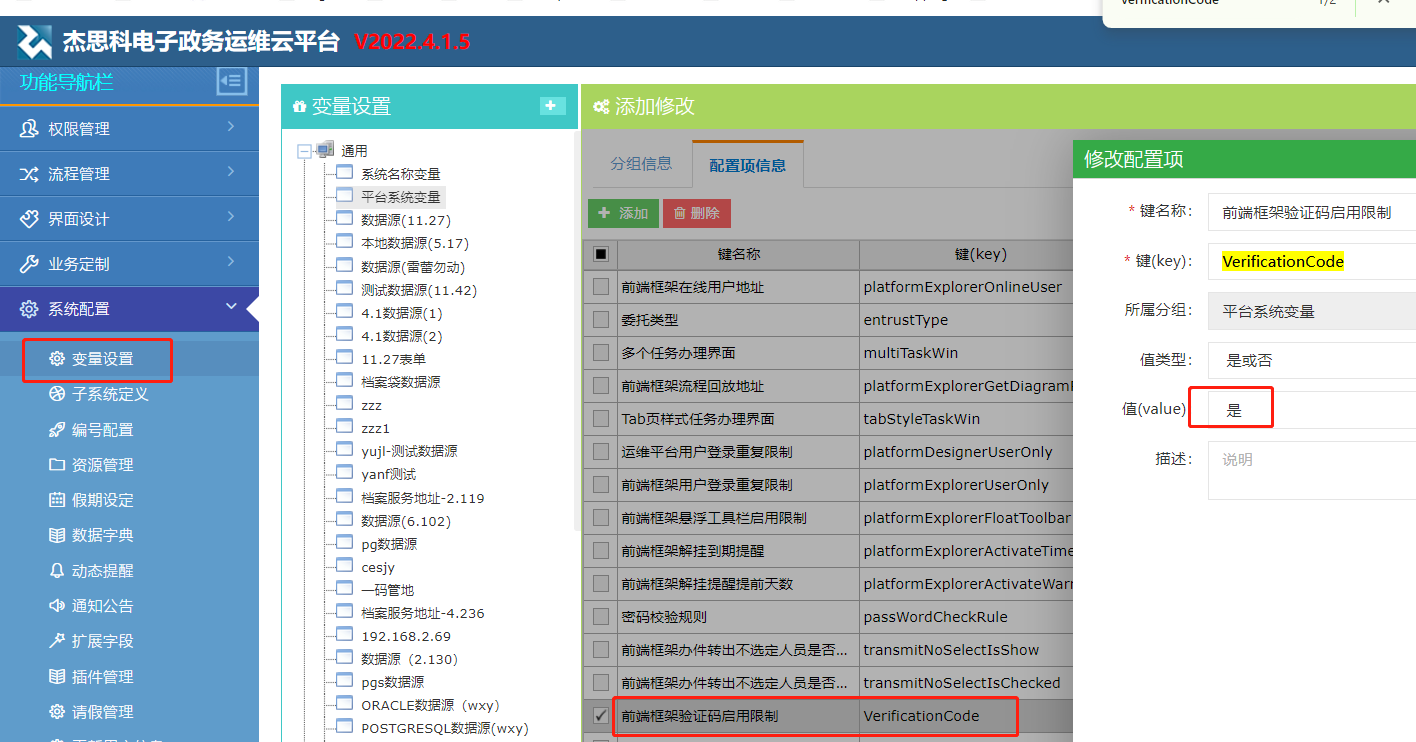 VerificationCode 1/2
杰思科电子政务运维云平台 V2022.4.1.5
功能导航栏
权限管理
流程管理
界面设计
业务定制
系统配置
变量设置
子系统定义
编号配置
资源管理
假期设定
数据字典
动态提醒
通知公告
扩展字段
插件管理
请假管理
变量设置
通用
系统名称变量
平台系统变量
数据源(11.27)
本地数据源(5.17)
数据源(雷蕾勿动)
测试数据源(11.42)
4.1数据源(1)
4.1数据源(2)
11.27表单
档案袋数据源
zzz
zzz1
yujl-测试数据源
yanf测试
档案服务地址-2.119
数据源(6.102)
pg数据源
cesjy
一码管地
档案服务地址-4.236
192.168.2.69
数据源（2.130）
pgs数据源
ORACLE数据源（wxy）
POSTGRESQL数据源(wxy)
添加修改
分组信息 配置项信息
添加 删除
键名称 键(key)
前端框架在线用户地址 platformExplorerOnlineUser
委托类型 entrustType
多个任务办理界面 multiTaskWin
前端框架流程回放地址 platformExplorerGetDiagram
Tab页样式任务办理界面 tabStyleTaskWin
运维平台用户登录重复限制 platformDesignerUserOnly
前端框架用户登录重复限制 platformExplorerUserOnly
前端框架悬浮工具栏启用限制 platformExplorerFloatToolbar
前端框架解挂到期提醒 platformExplorerActivateTime
前端框架解挂提醒提前天数 platformExplorerActivateWarn
密码校验规则 passWordCheckRule
前端框架办件转出不选定人员是否... transmitNoSelectIsShow
前端框架办件转出不选定人员是否... transmitNoSelectIsChecked
前端框架验证码启用限制 VerificationCode
修改配置项
* 键名称： 前端框架验证码启用限制
* 键(key)： VerificationCode
所属分组： 平台系统变量
值类型： 是或否
值(value) 是
描述： 说明